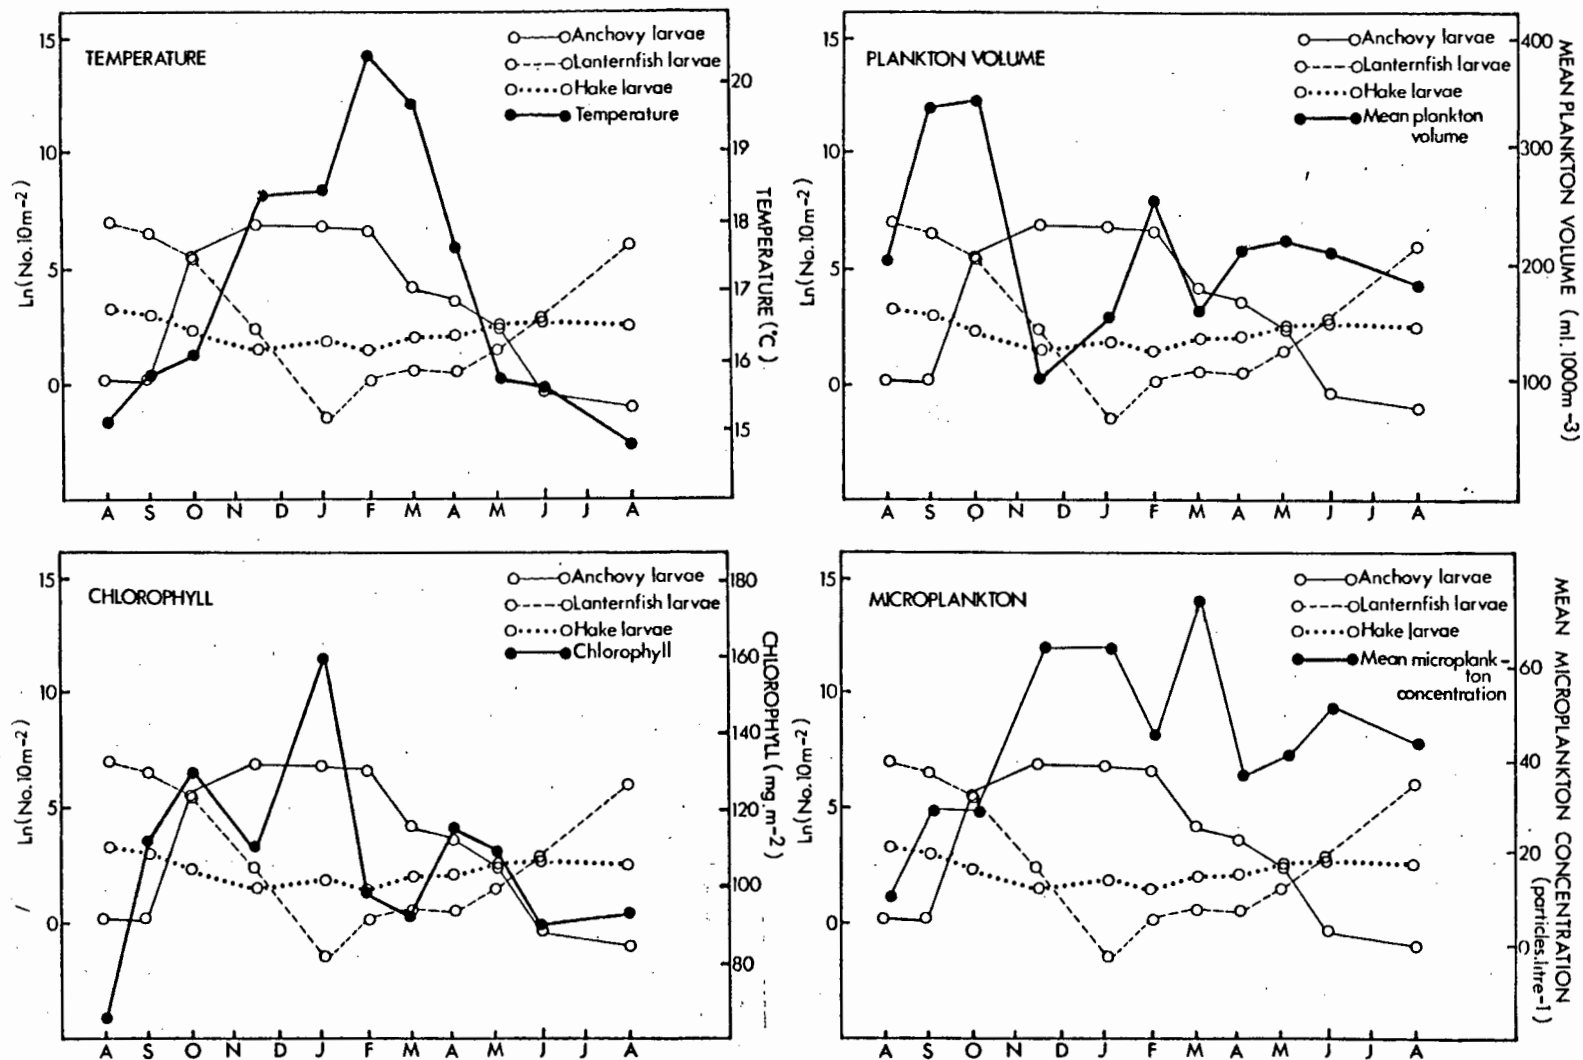 TEMPERATURE
Anchovy larvae
Lanternfish larvae
Hake larvae
Temperature
15
10
5
0
Ln(No.10m-2)
20
19
18
17
16
15
TEMPERATURE (°C)
A S O N D J F M A M J J A
PLANKTON VOLUME
Anchovy larvae
Lanternfish larvae
Hake larvae
Mean plankton
volume
15
10
5
0
Ln(No.10m-2)
400
300
200
100
MEAN PLANKTON VOLUME (ml. 1000m-3)
A S O N D J F M A M J J A
CHLOROPHYLL
Anchovy larvae
Lanternfish larvae
Hake larvae
Chlorophyll
15
10
5
0
Ln(No.10m-2)
180
160
140
120
100
80
CHLOROPHYLL (mg.m-2)
A S O N D J F M A M J J A
MICROPLANKTON
Anchovy larvae
Lanternfish larvae
Hake larvae
Mean microplank-
ton
concentration
15
10
5
0
Ln(No.10m-2)
60
40
20
0
MEAN MICROPLANKTON CONCENTRATION
(particles.litre-1)
A S O N D J F M A M J J A